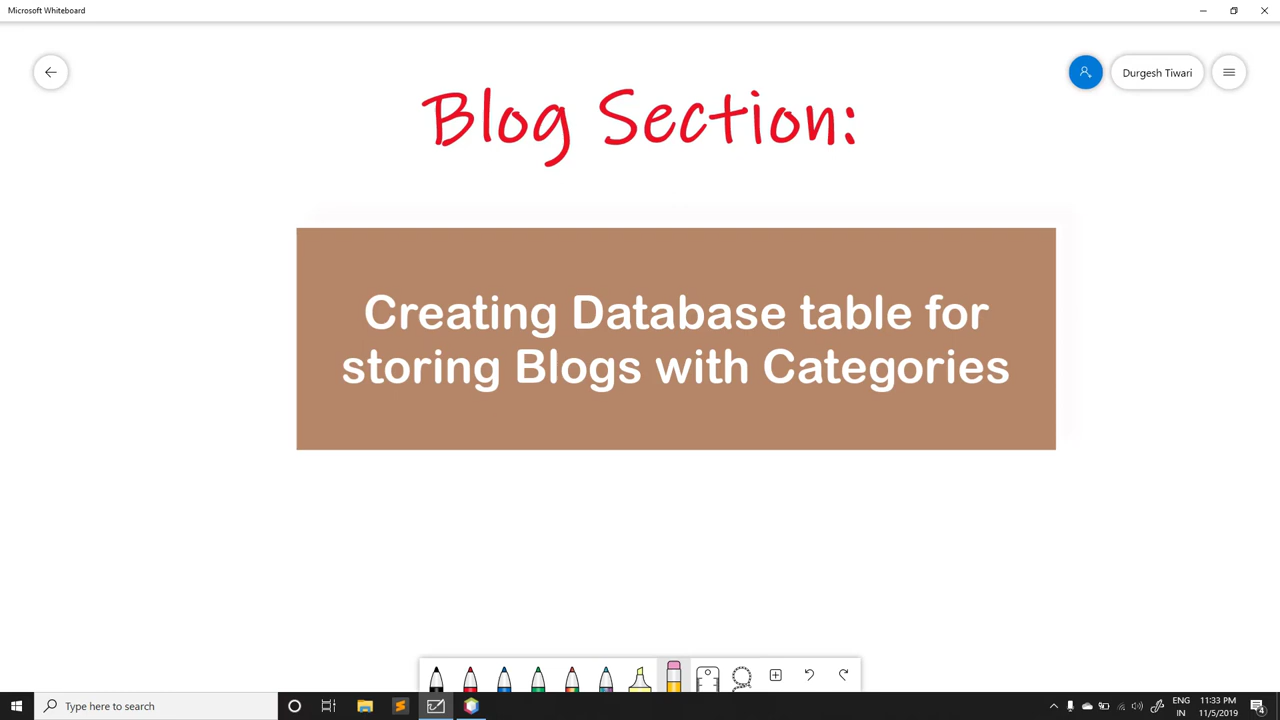 Microsoft Whiteboard
Durgesh Tiwari
Blog Section:
Creating Database table for
storing Blogs with Categories
Type here to search
ENG
IN
11:33 PM
11/5/2019
4